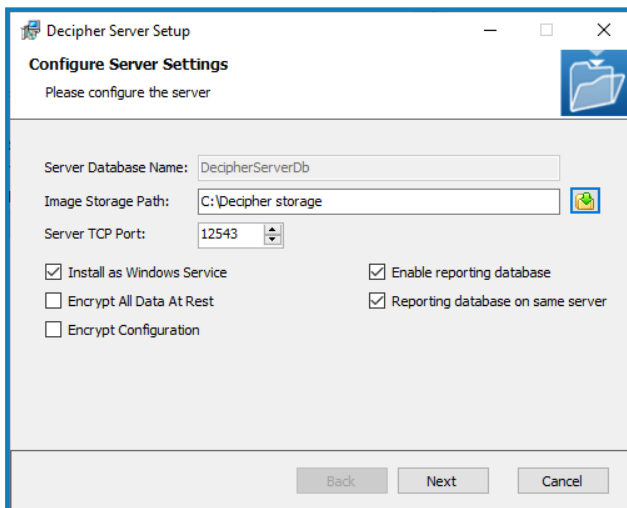 Decipher Server Setup
Configure Server Settings
Please configure the server
Server Database Name: DecipherServerDb
Image Storage Path: C:\Decipher storage
Server TCP Port: 12543
Install as Windows Service Enable reporting database
Encrypt All Data At Rest Reporting database on same server
Encrypt Configuration
Back Next Cancel